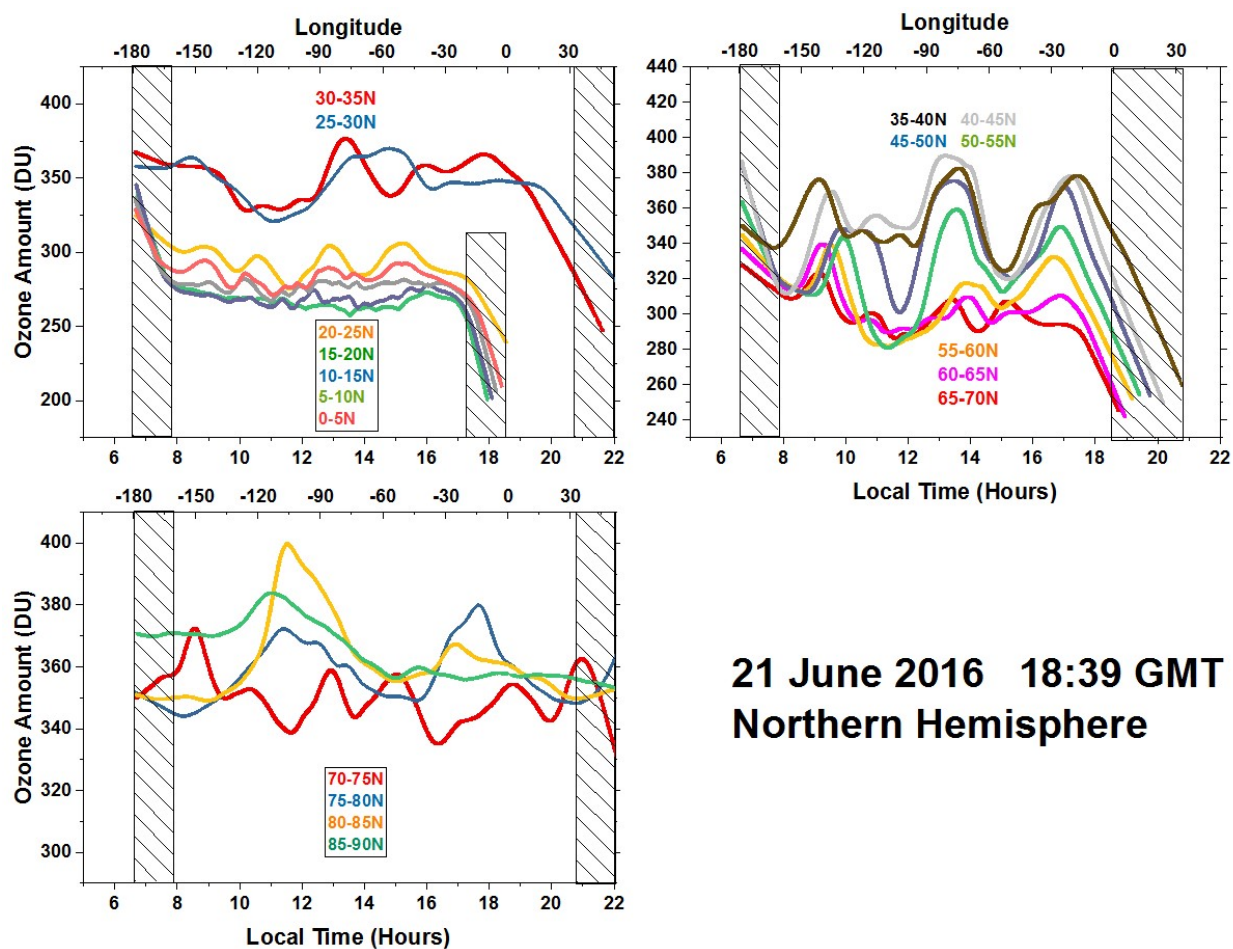 Longitude
-180 -150 -120 -90 -60 -30 0 30
Ozone Amount (DU)
400
350
300
250
200
30-35N
25-30N
20-25N
15-20N
10-15N
5-10N
0-5N
6 8 10 12 14 16 18 20 22
Longitude
-180 -150 -120 -90 -60 -30 0 30
440
420
400
380
360
340
320
300
280
260
240
35-40N 40-45N
45-50N 50-55N
55-60N
60-65N
65-70N
6 8 10 12 14 16 18 20 22
Local Time (Hours)
-180 -150 -120 -90 -60 -30 0 30
Ozone Amount (DU)
400
380
360
340
320
300
70-75N
75-80N
80-85N
85-90N
6 8 10 12 14 16 18 20 22
Local Time (Hours)
21 June 2016 18:39 GMT
Northern Hemisphere